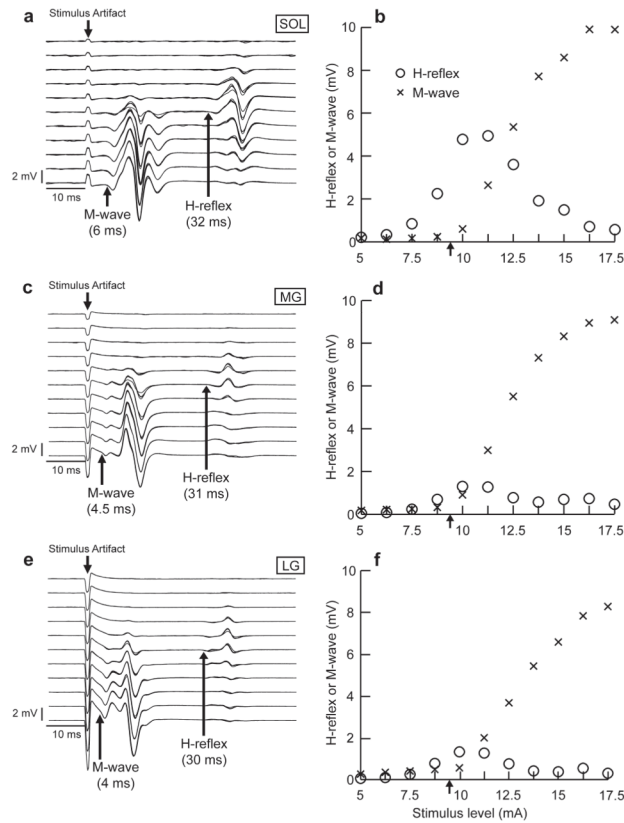 a
Stimulus Artifact
SOL
2 mV
10 ms
M-wave
(6 ms)
H-reflex
(32 ms)
b
H-reflex or M-wave (mV)
10
8
6
4
2
0
H-reflex
M-wave
5 7.5 10 12.5 15 17.5
c
Stimulus Artifact
MG
2 mV
10 ms
M-wave
(4.5 ms)
H-reflex
(31 ms)
d
H-reflex or M-wave (mV)
10
8
6
4
2
0
5 7.5 10 12.5 15 17.5
e
Stimulus Artifact
LG
2 mV
10 ms
M-wave
(4 ms)
H-reflex
(30 ms)
f
H-reflex or M-wave (mV)
10
8
6
4
2
0
5 7.5 10 12.5 15 17.5
Stimulus level (mA)